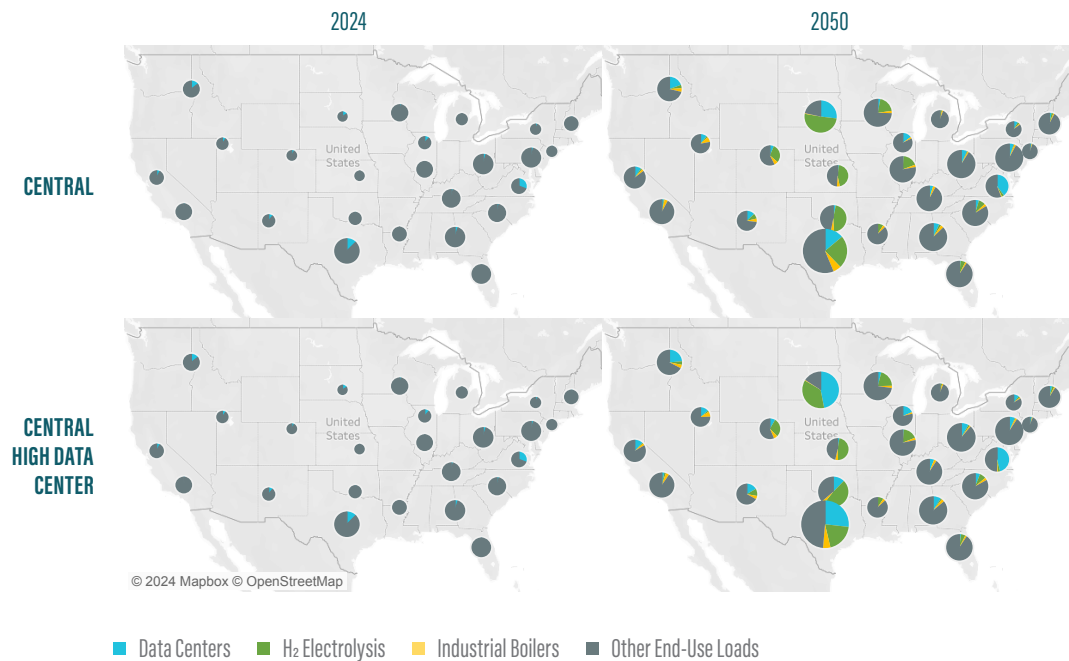 2024
2050
United
States
United
States
CENTRAL
United
States
United
States
CENTRAL
HIGH DATA
CENTER
© 2024 Mapbox © OpenStreetMap
Data Centers
H₂ Electrolysis
Industrial Boilers
Other End-Use Loads